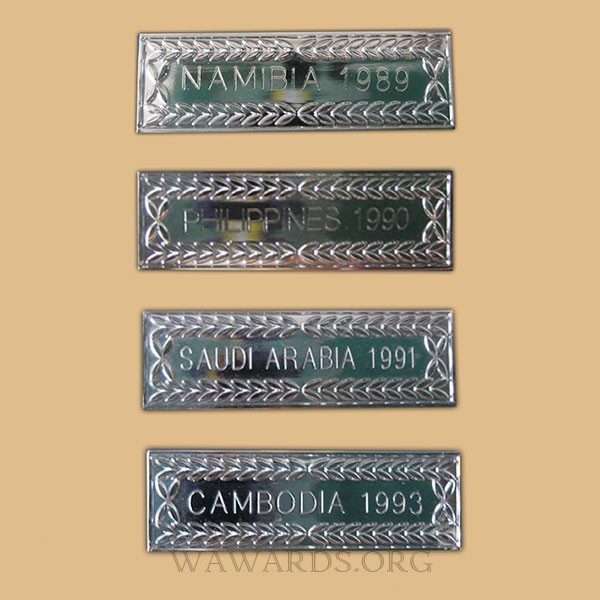 NAMIBIA 1989
PHILIPPINES 1990
SAUDI ARABIA 1991
CAMBODIA 1993
WAWARDS.ORG